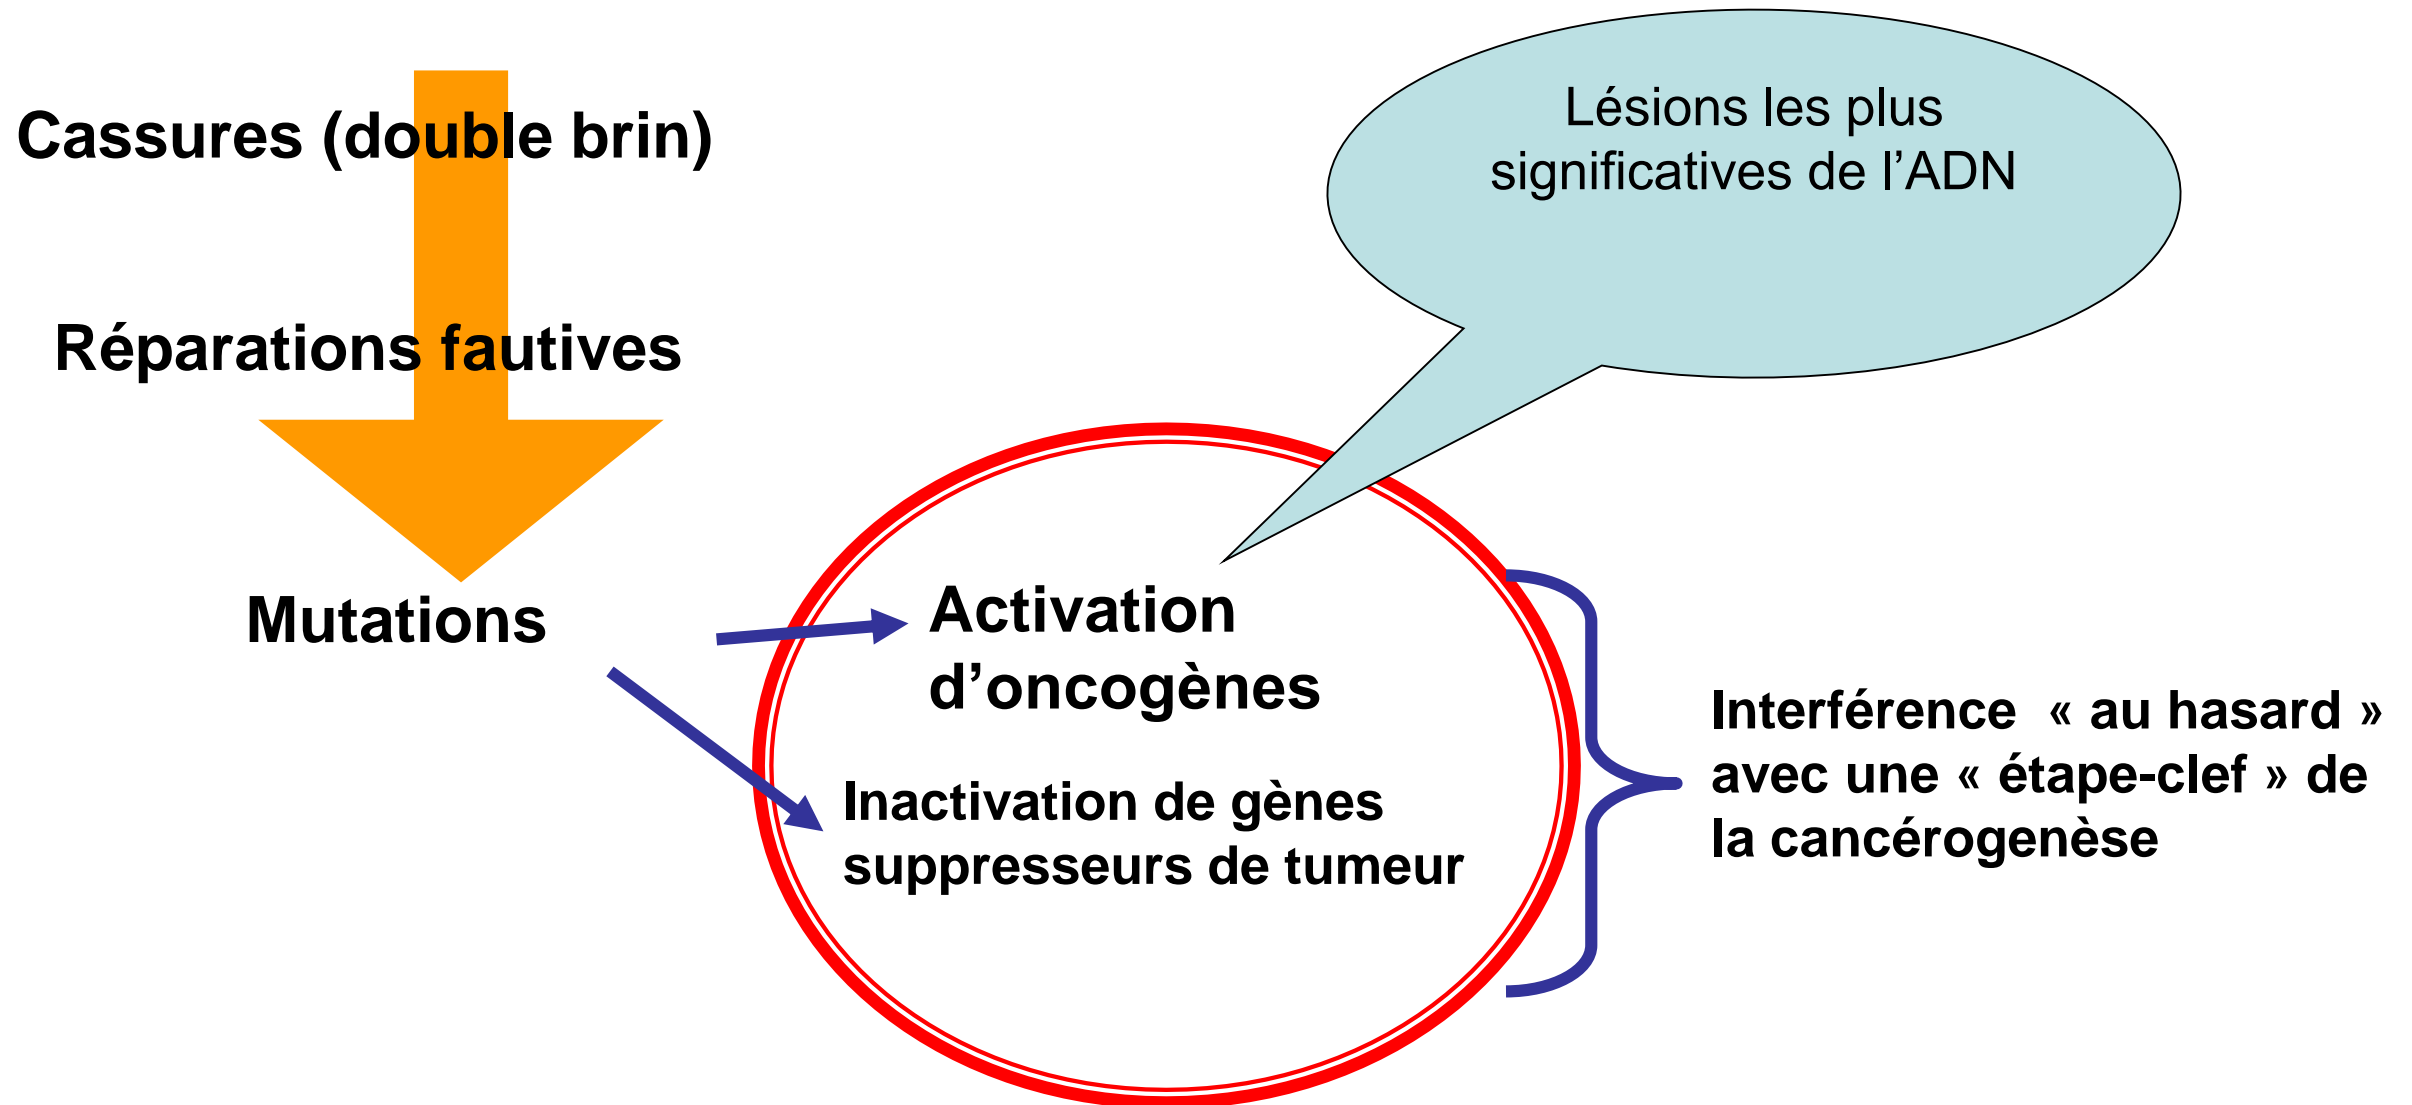 Cassures (double brin)
Réparations fautives
Mutations
Lésions les plus
significatives de l’ADN
Activation
d’oncogènes
Inactivation de gènes
suppresseurs de tumeur
Interférence « au hasard »
avec une « étape-clef » de
la cancérogenèse